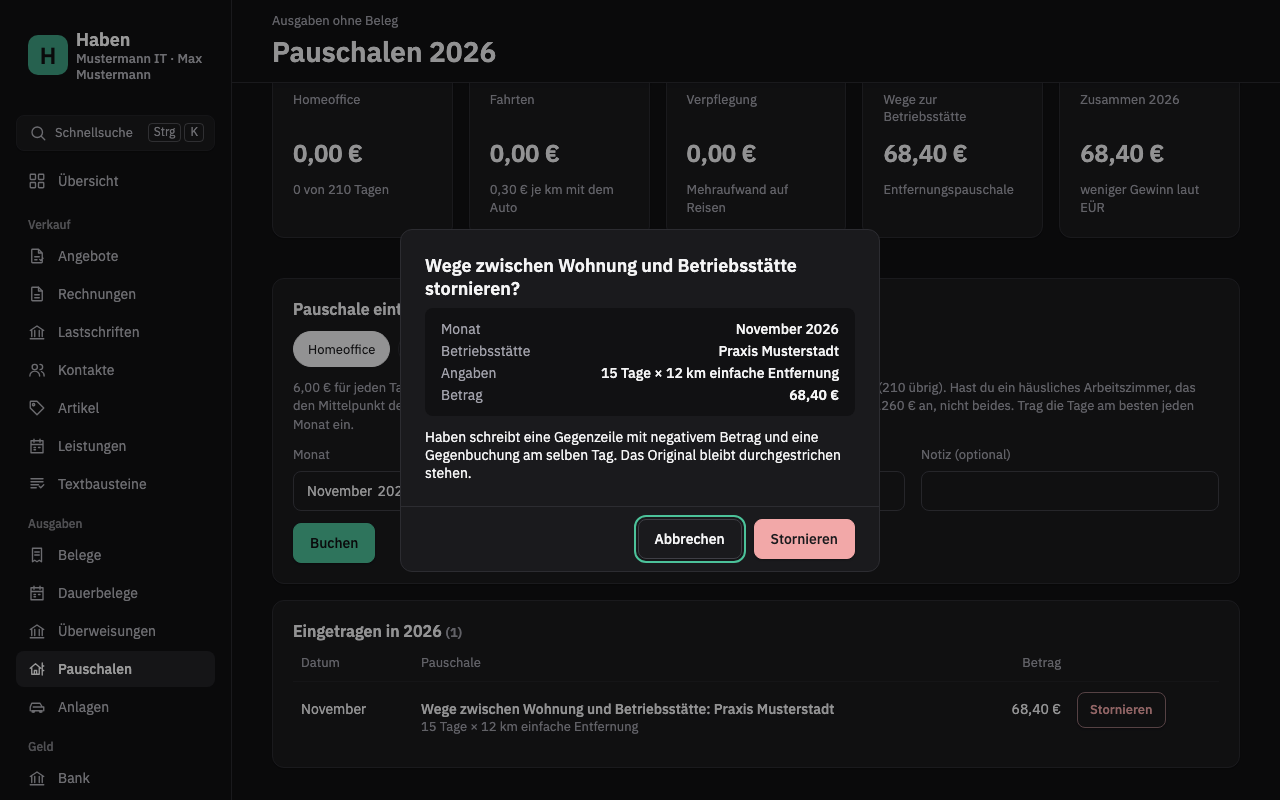 Haben
Mustermann IT · Max
Mustermann
Schnellsuche Strg K
Übersicht
Verkauf
Angebote
Rechnungen
Lastschriften
Kontakte
Artikel
Leistungen
Textbausteine
Ausgaben
Belege
Dauerbelege
Überweisungen
Pauschalen
Anlagen
Geld
Bank
Ausgaben ohne Beleg
Pauschalen 2026
Homeoffice
0,00 €
0 von 210 Tagen
Fahrten
0,00 €
0,30 € je km mit dem
Auto
Verpflegung
0,00 €
Mehraufwand auf
Reisen
Wege zur
Betriebsstätte
68,40 €
Entfernungspauschale
Zusammen 2026
68,40 €
weniger Gewinn laut
EÜR
Pauschale
Homeoffice
6,00 € für jeden (210 übrig). Hast du ein häusliches Arbeitszimmer, das
den Mittelpunkt 260 € an, nicht beides. Trag die Tage am besten jeden
Monat ein.
Monat
November
Notiz (optional)
Buchen
Wege zwischen Wohnung und Betriebsstätte
stornieren?
Monat November 2026
Betriebsstätte Praxis Musterstadt
Angaben 15 Tage × 12 km einfache Entfernung
Betrag 68,40 €
Haben schreibt eine Gegenzeile mit negativem Betrag und eine
Gegenbuchung am selben Tag. Das Original bleibt durchgestrichen
stehen.
Abbrechen Stornieren
Eingetragen in 2026 (1)
Datum Pauschale Betrag
November Wege zwischen Wohnung und Betriebsstätte: Praxis Musterstadt 68,40 € Stornieren
15 Tage × 12 km einfache Entfernung